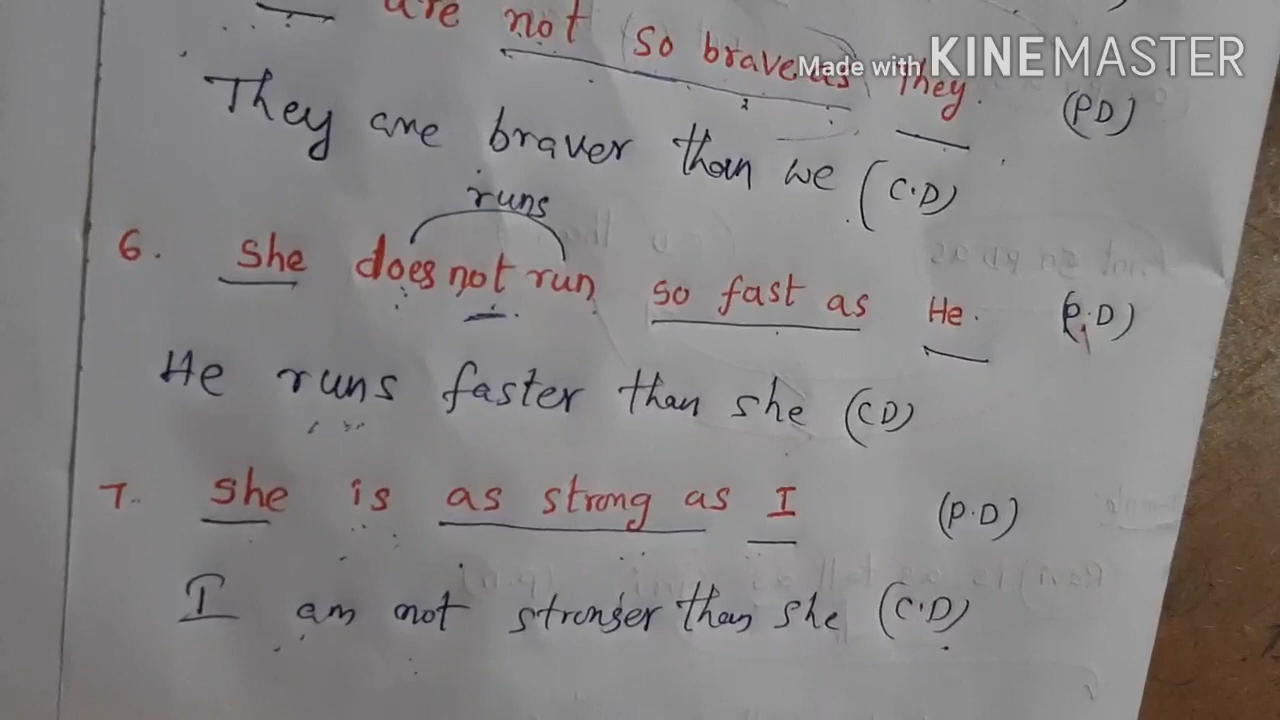 are not so brave as they. (P.D)
Made with KINEMASTER
They are braver than we (C.D)
runs
6. She does not run so fast as He. (P.D)
He runs faster than she (CD)
7. She is as strong as I (P.D)
I am not stronger than she (C.D)